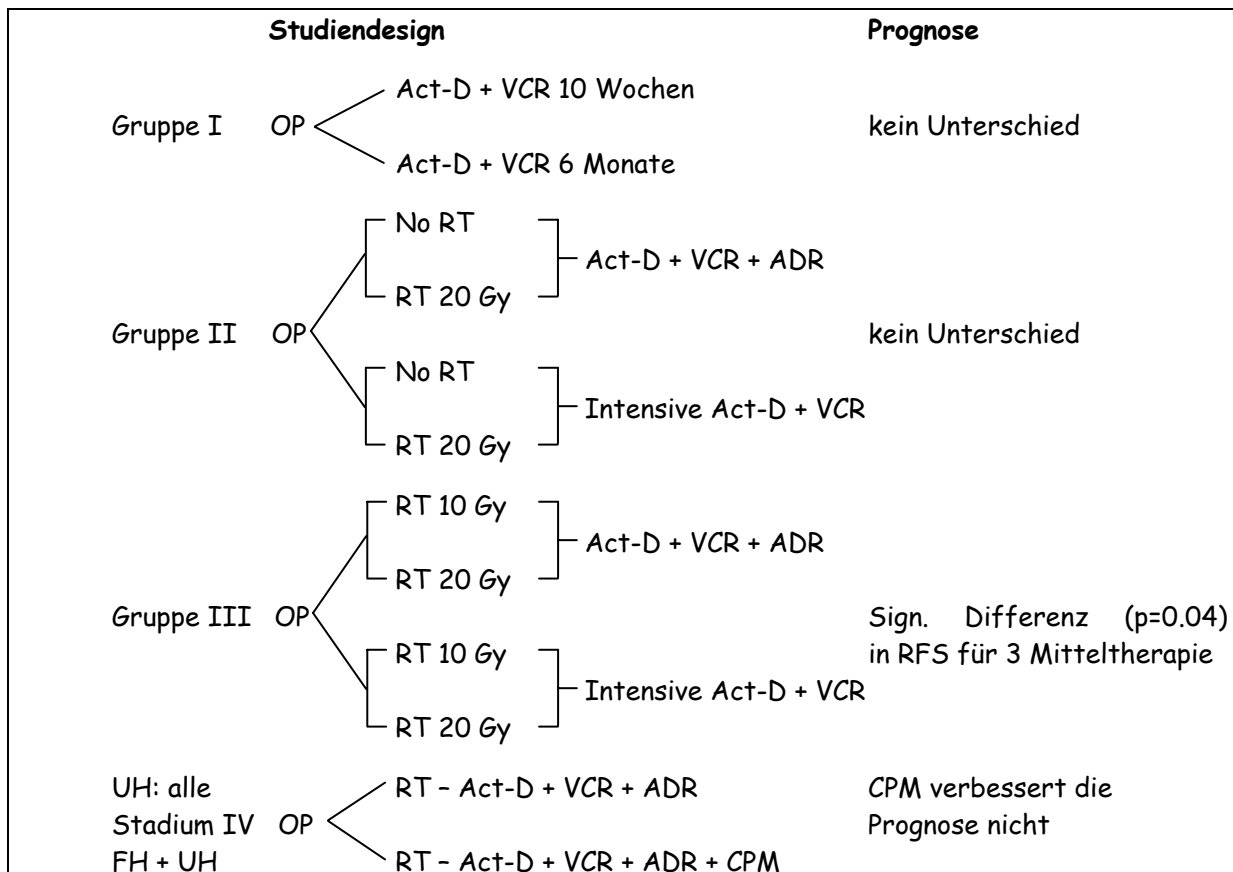 Studiendesign Prognose
Act-D + VCR 10 Wochen
Gruppe I OP kein Unterschied
Act-D + VCR 6 Monate
No RT
Act-D + VCR + ADR
RT 20 Gy
Gruppe II OP kein Unterschied
No RT
Intensive Act-D + VCR
RT 20 Gy
RT 10 Gy
Act-D + VCR + ADR
RT 20 Gy
Gruppe III OP Sign. Differenz (p=0.04)
RT 10 Gy in RFS für 3 Mitteltherapie
Intensive Act-D + VCR
RT 20 Gy
UH: alle RT – Act-D + VCR + ADR CPM verbessert die
Stadium IV OP Prognose nicht
FH + UH RT – Act-D + VCR + ADR + CPM